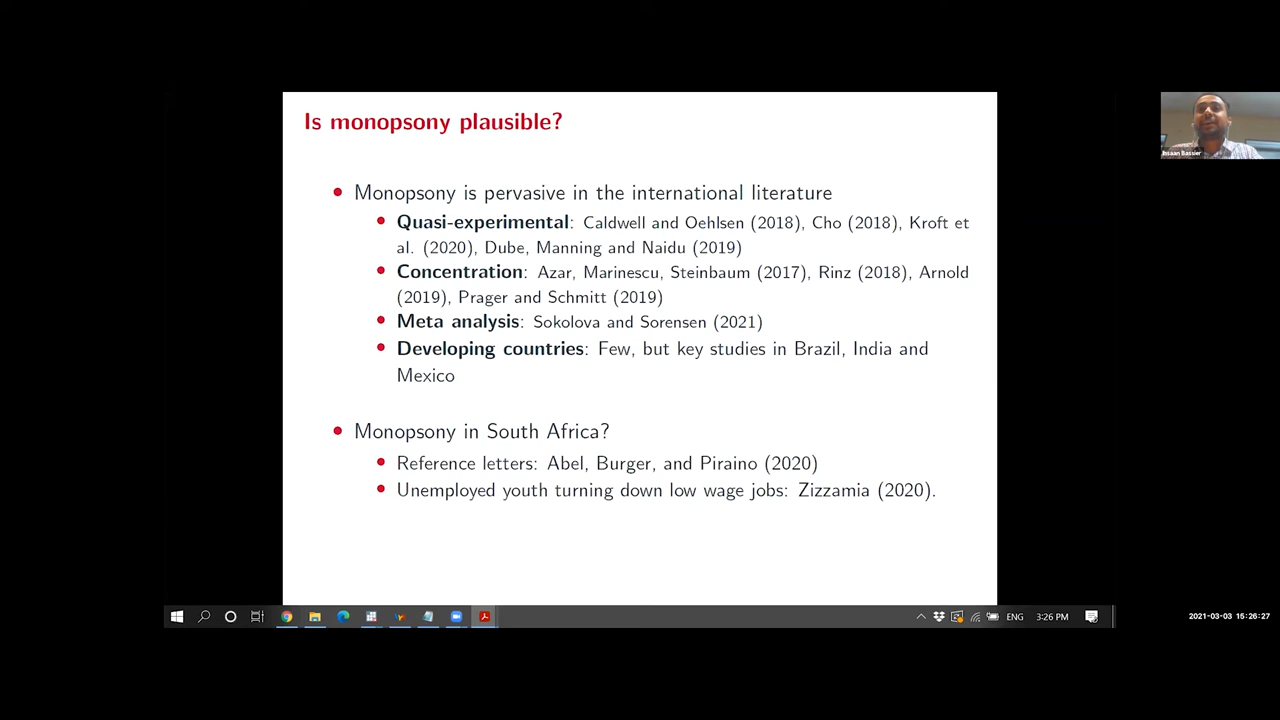 Is monopsony plausible?
Monopsony is pervasive in the international literature
Quasi-experimental: Caldwell and Oehlsen (2018), Cho (2018), Kroft et
al. (2020), Dube, Manning and Naidu (2019)
Concentration: Azar, Marinescu, Steinbaum (2017), Rinz (2018), Arnold
(2019), Prager and Schmitt (2019)
Meta analysis: Sokolova and Sorensen (2021)
Developing countries: Few, but key studies in Brazil, India and
Mexico
Monopsony in South Africa?
Reference letters: Abel, Burger, and Piraino (2020)
Unemployed youth turning down low wage jobs: Zizzamia (2020).
Ihsaan Bassier
ENG
3:26 PM
2021-03-03 15:26:27